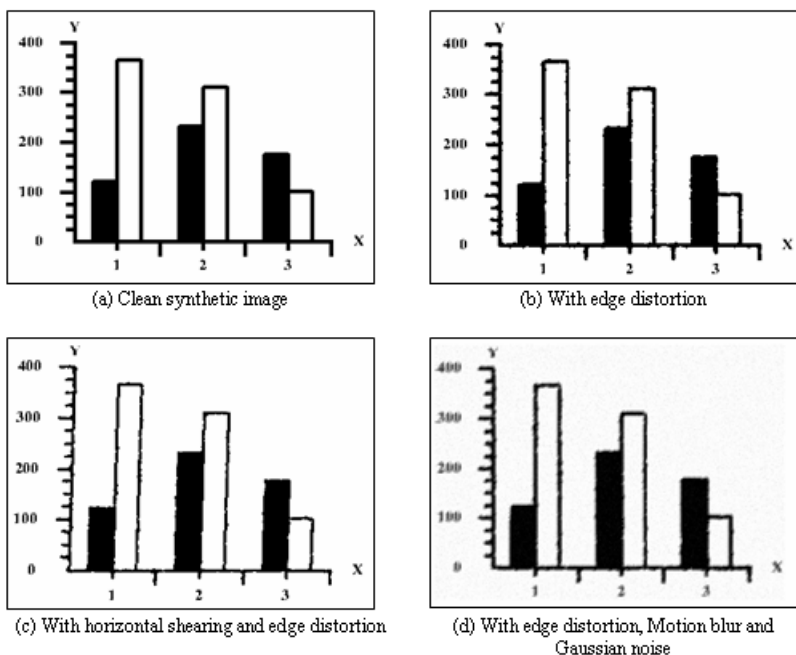 Y
400
300
200
100
0
X
1 2 3
(a) Clean synthetic image
Y
400
300
200
100
0
X
1 2 3
(b) With edge distortion
Y
400
300
200
100
0
X
1 2 3
(c) With horizontal shearing and edge distortion
Y
400
300
200
100
0
X
1 2 3
(d) With edge distortion, Motion blur and
Gaussian noise